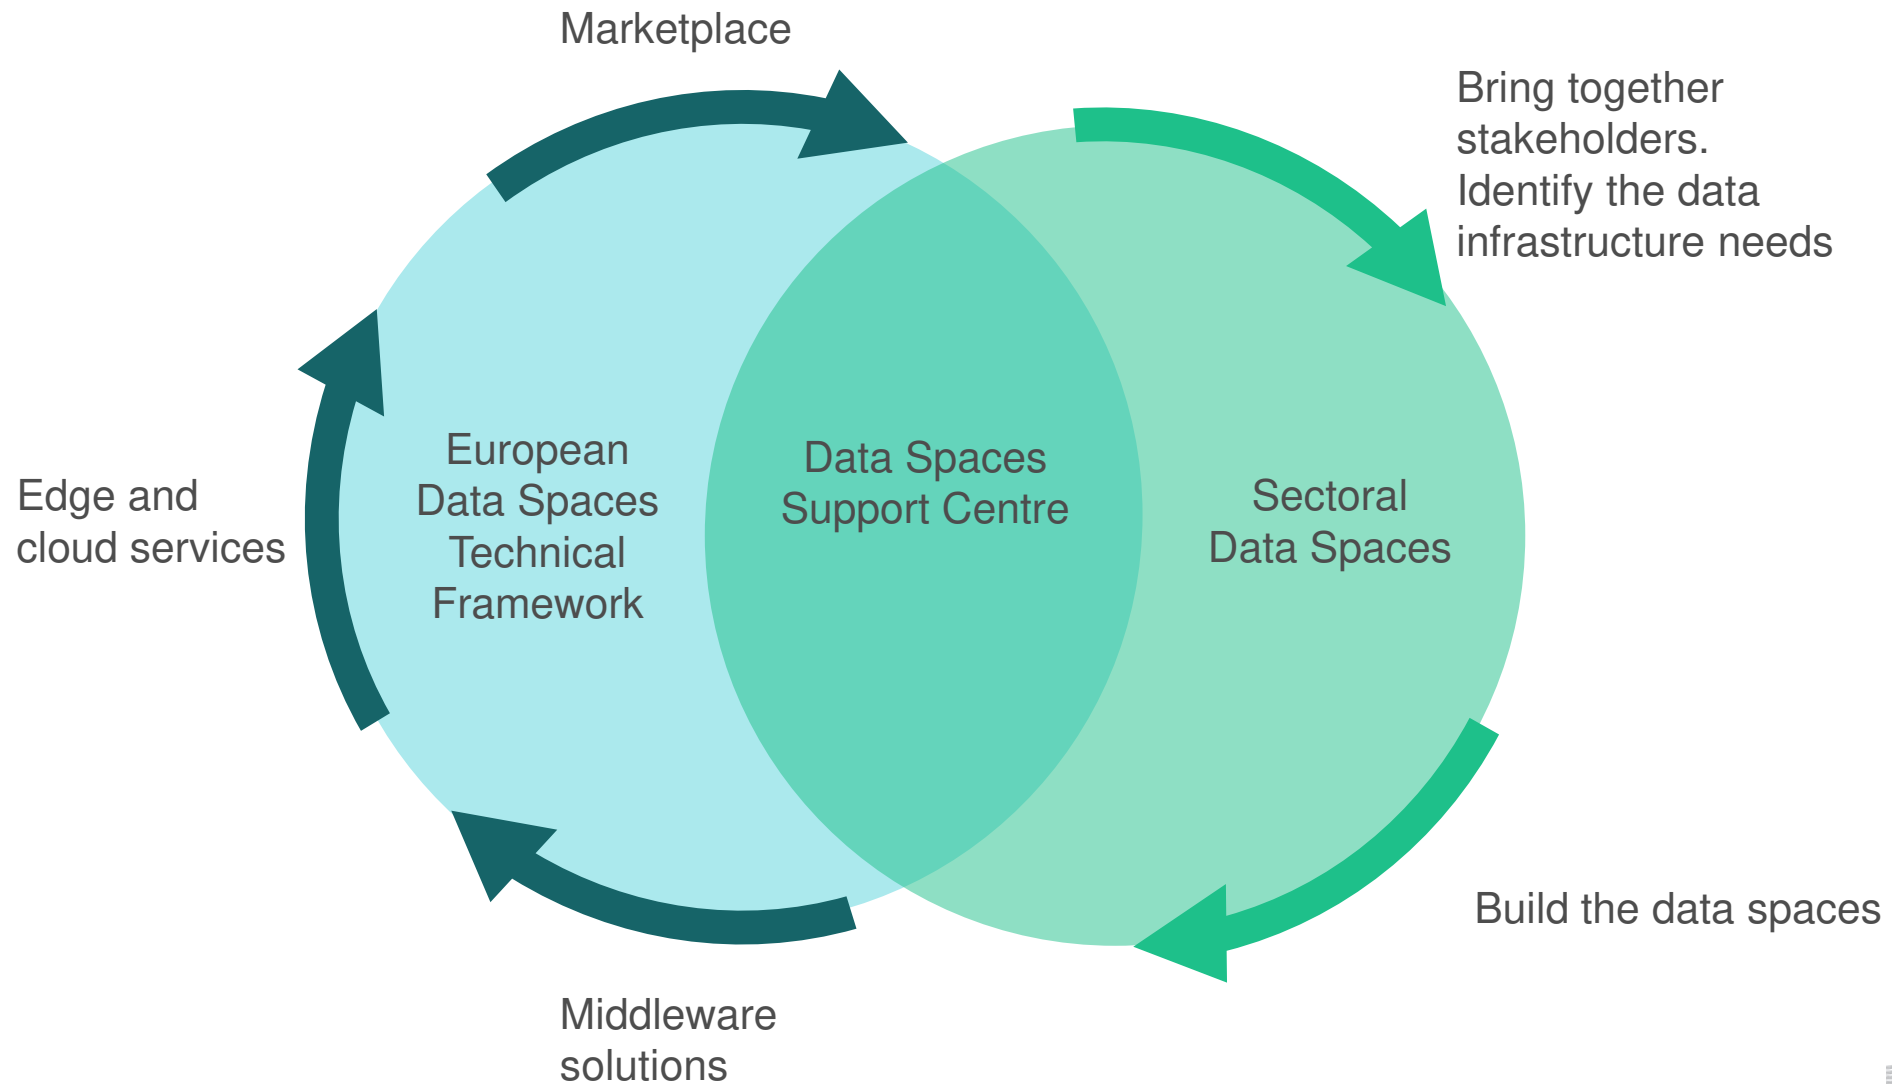 Marketplace
Bring together
stakeholders.
Identify the data
infrastructure needs
Edge and
cloud services
European
Data Spaces
Technical
Framework
Data Spaces
Support Centre
Sectoral
Data Spaces
Build the data spaces
Middleware
solutions